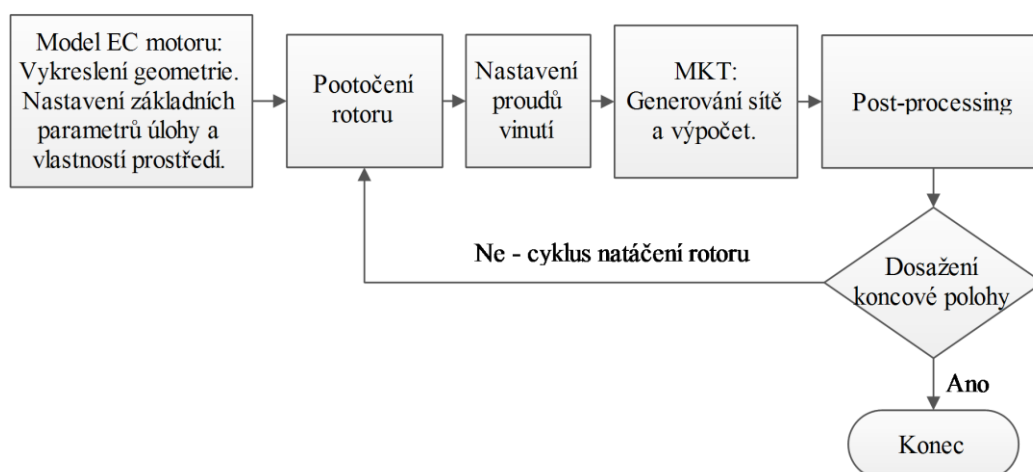 Model EC motoru:
Vykreslení geometrie.
Nastavení základních
parametrů úlohy a
vlastností prostředí.
Pootočení
rotoru
Nastavení
proudů
vinutí
MKT:
Generování sítě
a výpočet.
Post-processing
Ne - cyklus natáčení rotoru
Dosažení
koncové polohy
Ano
Konec